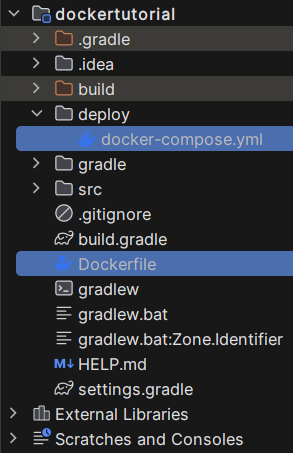 dockertutorial
.gradle
.idea
build
deploy
docker-compose.yml
gradle
src
.gitignore
build.gradle
Dockerfile
gradlew
gradlew.bat
gradlew.bat:Zone.Identifier
M↓ HELP.md
settings.gradle
External Libraries
Scratches and Consoles